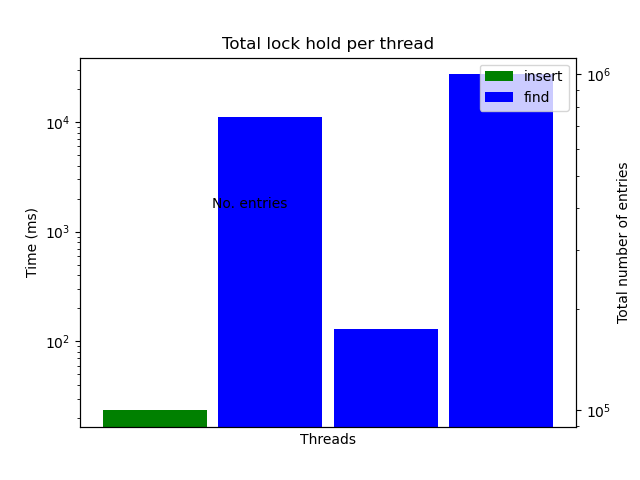 Total lock hold per thread
insert
find
10^4
10^3
10^2
10^6
10^5
Time (ms)
No. entries
Total number of entries
Threads